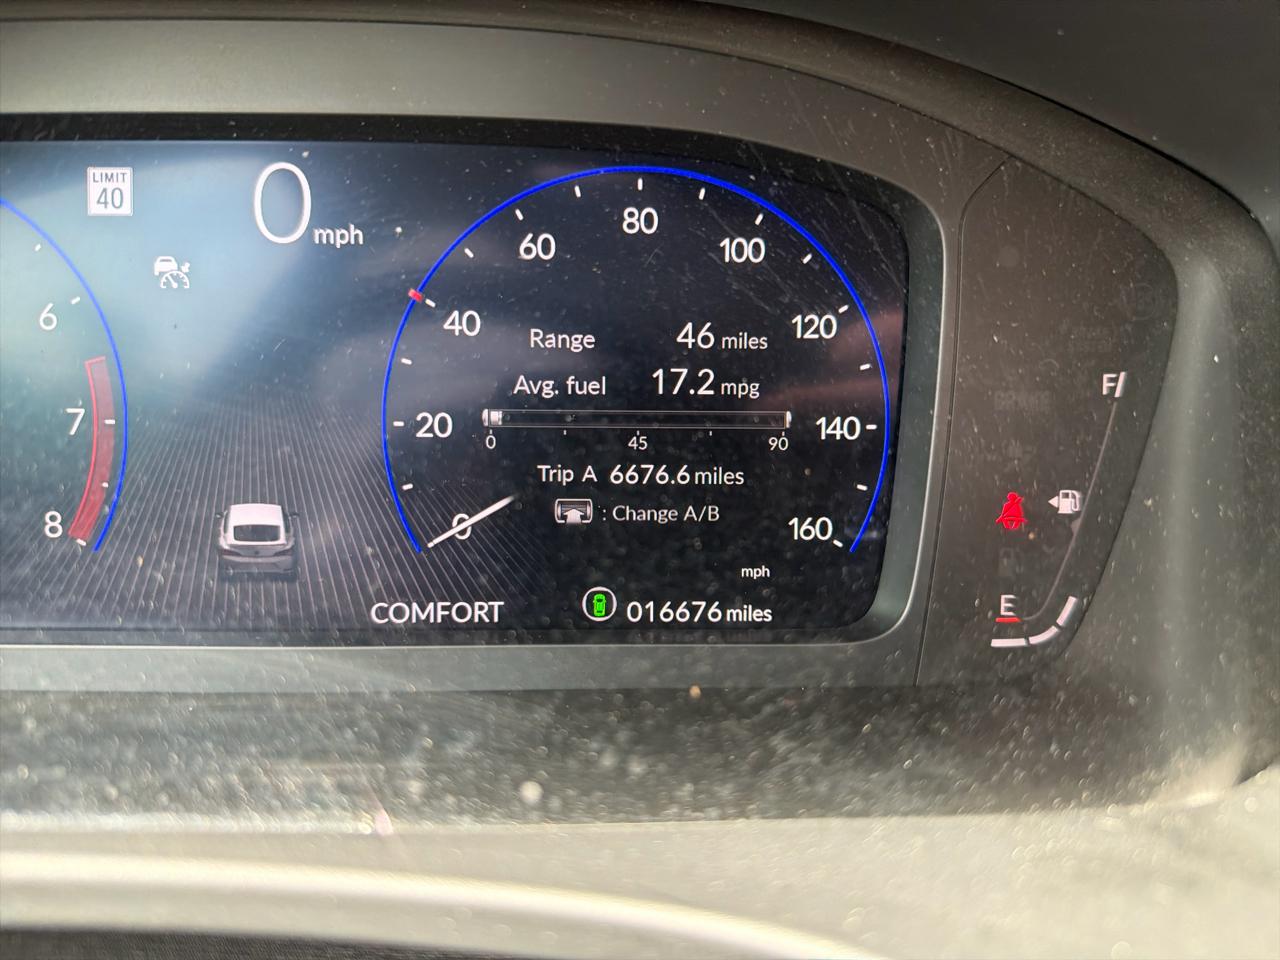 LIMIT
40
0 mph
6
7
8
0
20
40
60
80
100
120
140
160
Range 46 miles
Avg. fuel 17.2 mpg
0 45 90
Trip A 6676.6 miles
: Change A/B
mph
COMFORT
016676 miles
F
E